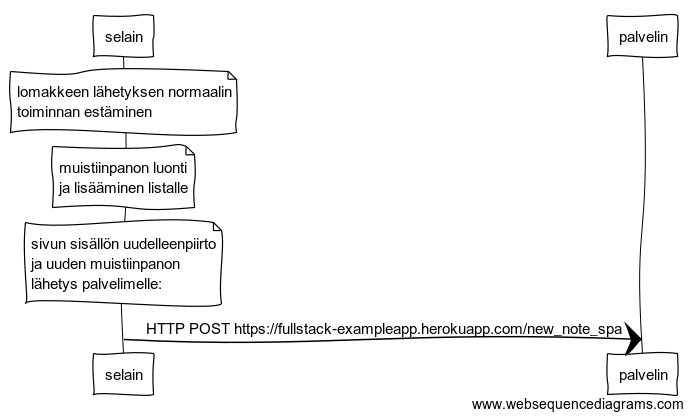 selain
palvelin
lomakkeen lähetyksen normaalin
toiminnan estäminen
muistiinpanon luonti
ja lisääminen listalle
sivun sisällön uudelleenpiirto
ja uuden muistiinpanon
lähetys palvelimelle:
HTTP POST https://fullstack-exampleapp.herokuapp.com/new_note_spa
selain
palvelin
www.websequencediagrams.com